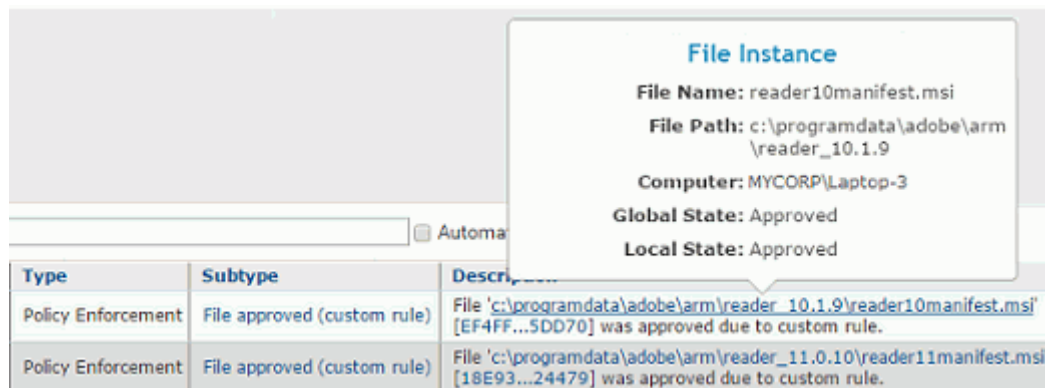 File Instance
File Name: reader10manifest.msi
File Path: c:\programdata\adobe\arm
\reader_10.1.9
Computer: MYCORP\Laptop-3
Global State: Approved
Local State: Approved
Automa
Type Subtype Description
Policy Enforcement File approved (custom rule) File 'c:\programdata\adobe\arm\reader_10.1.9\reader10manifest.msi'
[EF4FF...5DD70] was approved due to custom rule.
Policy Enforcement File approved (custom rule) File 'c:\programdata\adobe\arm\reader_11.0.10\reader11manifest.msi
[18E93...24479] was approved due to custom rule.